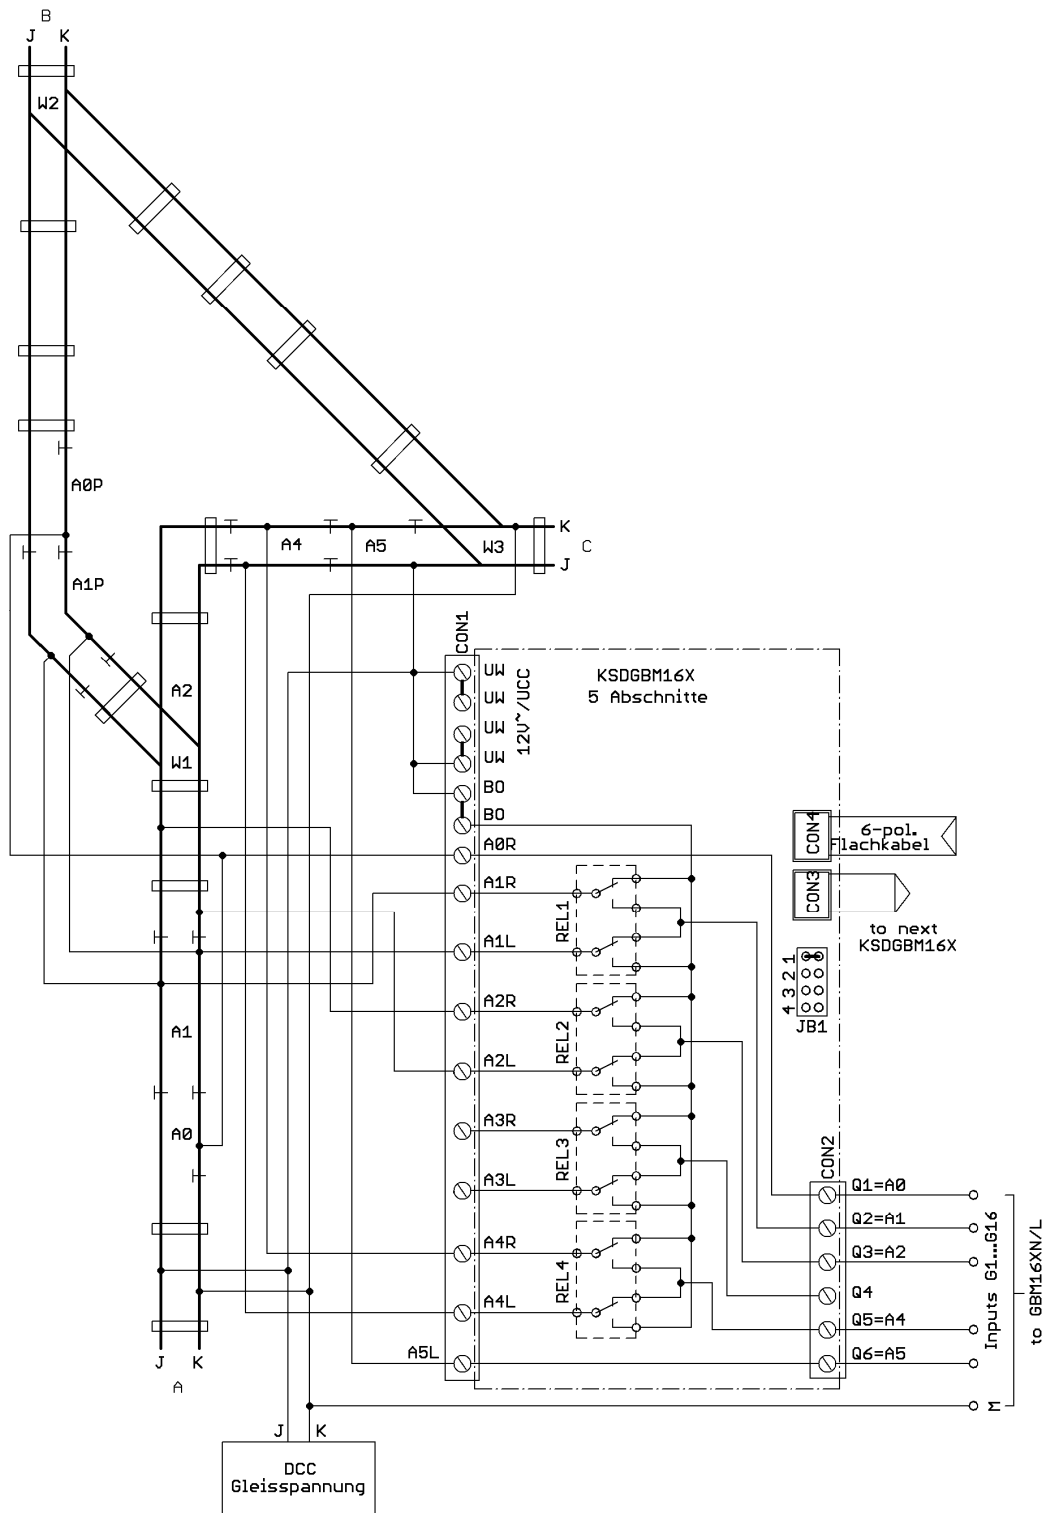 B
J K
W2
A0P
K
A4 A5 W3 C
J
A1P
CON1
UW
KSDGBM16X
5 Abschnitte
A2
UW
12V~/UCC
UW
W1
UW
BO
BO
CON4
6-pol.
Flachkabel
A0R
A1R
CON3
REL1
to next
KSDGBM16X
A1L
4 3 2 1
A2R
JB1
A1
REL2
A2L
A3R
A0
CON2
REL3
A3L
Q1=A0
Q2=A1
A4R
Q3=A2
REL4
Q4
A4L
Inputs G1...G16
to GBM16XN/L
Q5=A4
A5L
Q6=A5
J K
A
M
J K
DCC
Gleisspannung